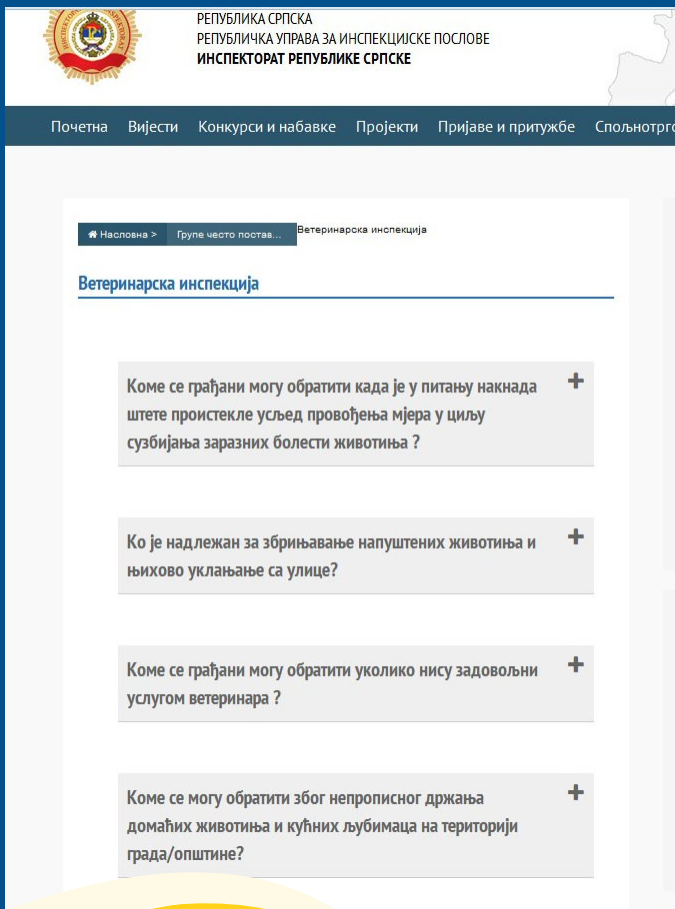 РЕПУБЛИКА СРПСКА
РЕПУБЛИЧКА УПРАВА ЗА ИНСПЕКЦИЈСКЕ ПОСЛОВЕ
ИНСПЕКТОРАТ РЕПУБЛИКЕ СРПСКЕ
Почетна Вијести Конкурси и набавке Пројекти Пријаве и притужбе Спољнотрго
Насловна > Групе често постав... Ветеринарска инспекција
Ветеринарска инспекција
Коме се грађани могу обратити када је у питању накнада
штете проистекле усљед провођења мјера у циљу
сузбијања заразних болести животиња ?
Ко је надлежан за збрињавање напуштених животиња и
њихово уклањање са улице?
Коме се грађани могу обратити уколико нису задовољни
услугом ветеринара ?
Коме се могу обратити због непрописног држања
домаћих животиња и кућних љубимаца на територији
града/општине?